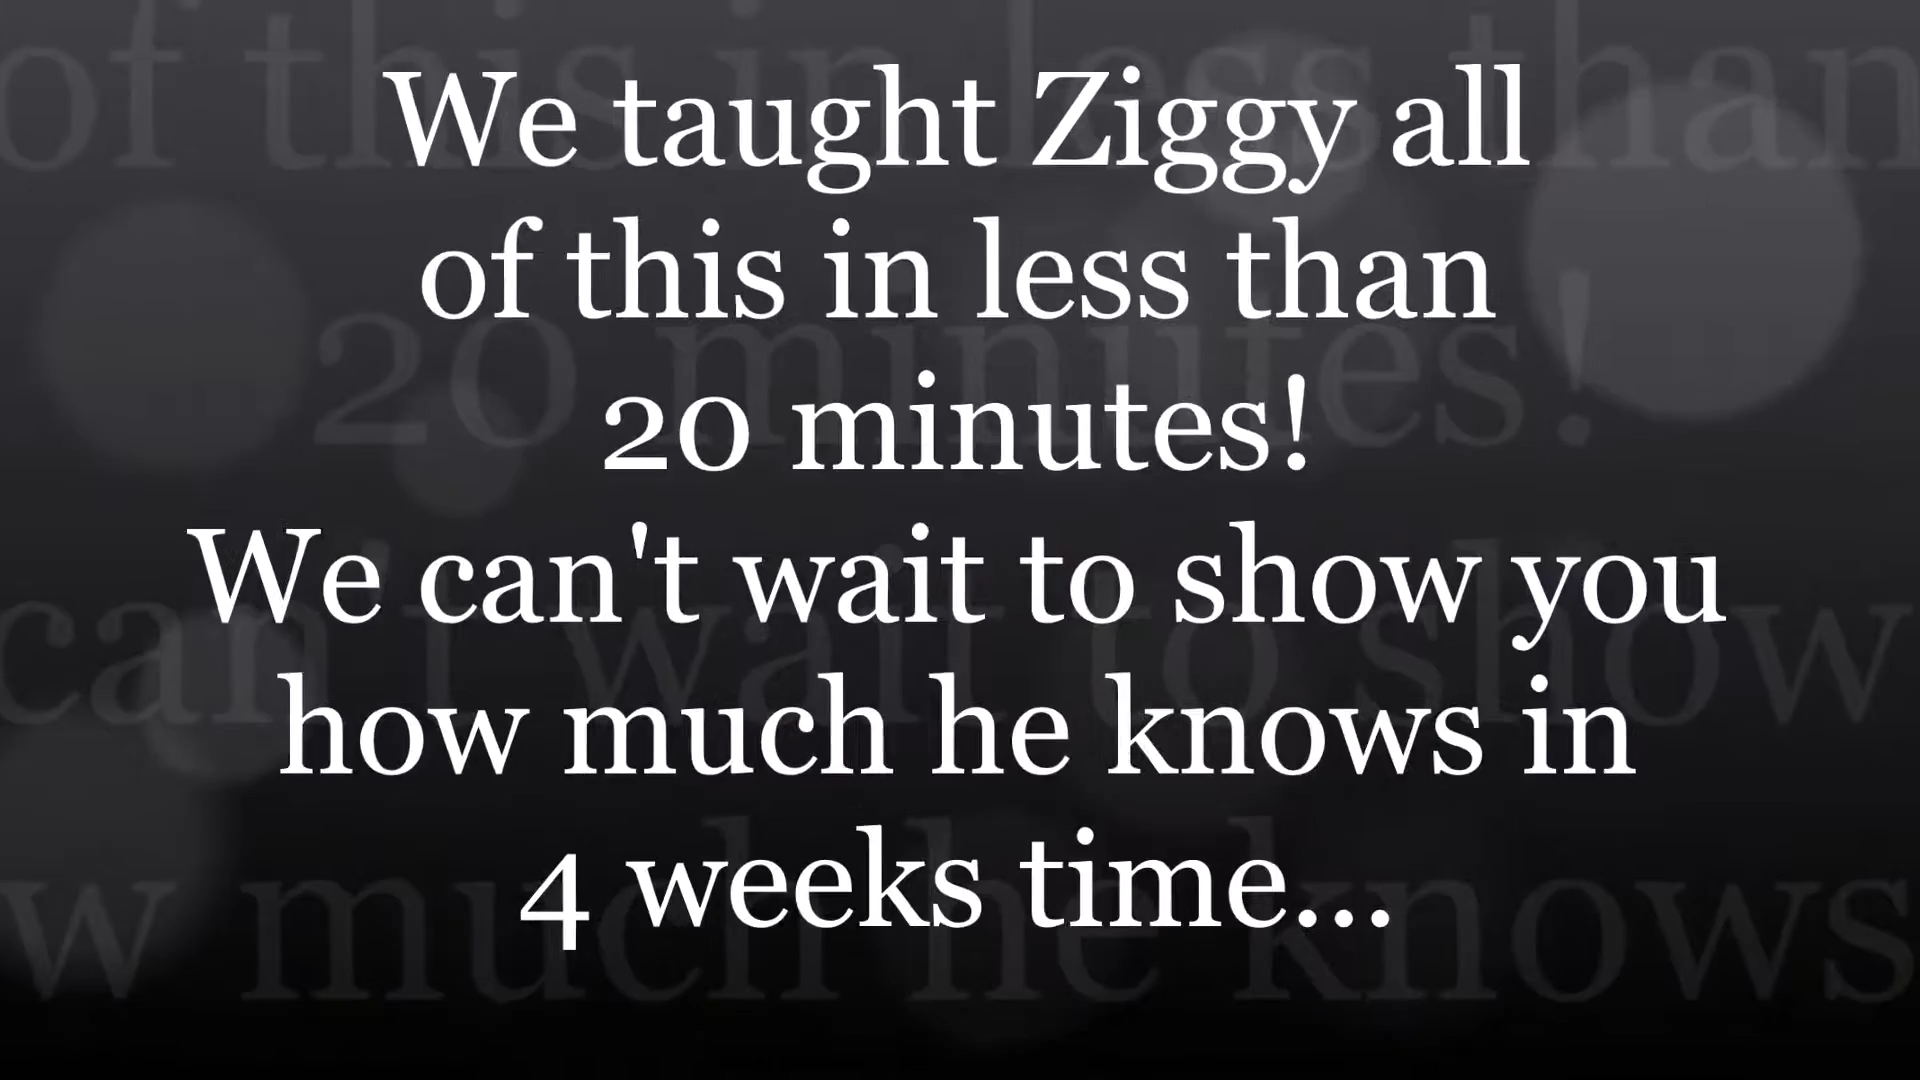 We taught Ziggy all
of this in less than
20 minutes!
We can't wait to show you
how much he knows in
4 weeks time...